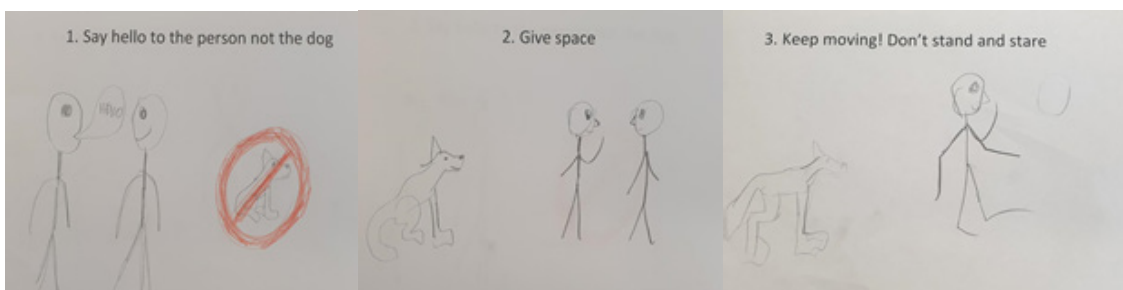 1. Say hello to the person not the dog
Hello
2. Give space
3. Keep moving! Don't stand and stare